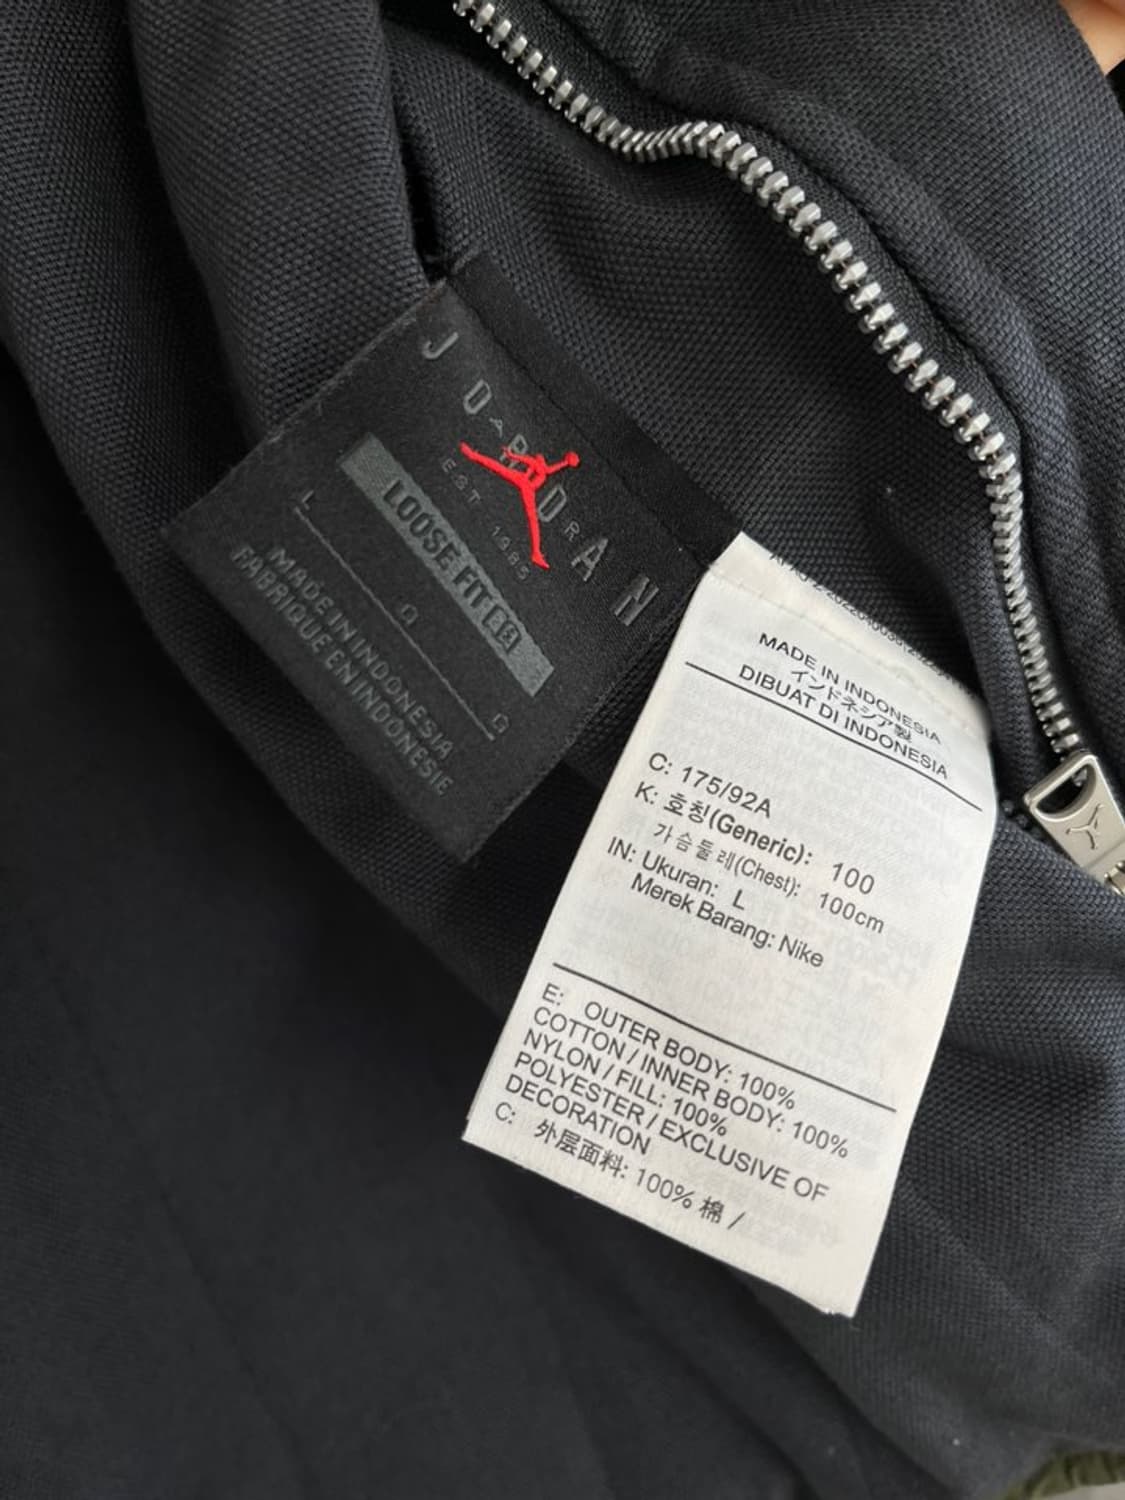 JORDAN
JORDAN
EST 1985
LOOSE FIT
L
MADE IN INDONESIA
FABRIQUE EN INDONESIE
MADE IN INDONESIA
インドネシア製
DIBUAT DI INDONESIA
C: 175/92A
K: 호칭(Generic): 100
가슴둘레(Chest): 100cm
IN: Ukuran: L
Merek Barang: Nike
E: OUTER BODY: 100%
COTTON / INNER BODY: 100%
NYLON / FILL: 100%
POLYESTER / EXCLUSIVE OF
DECORATION
C: 外层面料: 100% 棉 /